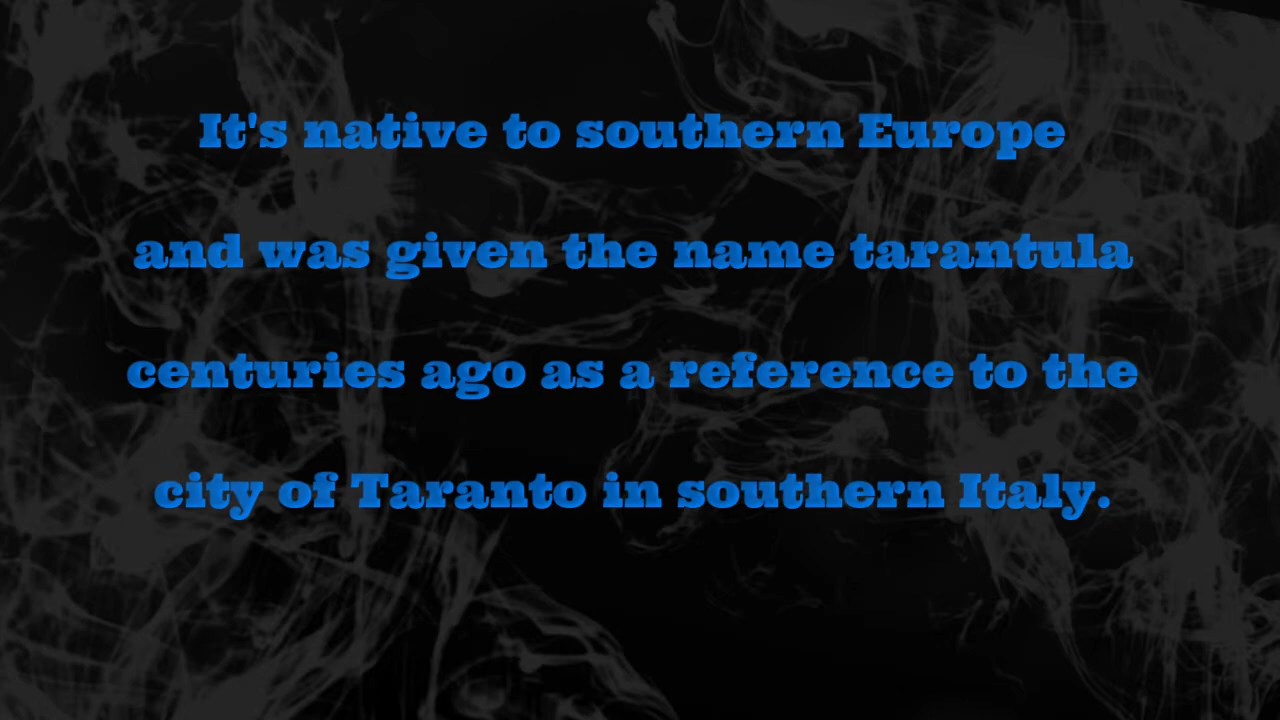 It's native to southern Europe
and was given the name tarantula
centuries ago as a reference to the
city of Taranto in southern Italy.